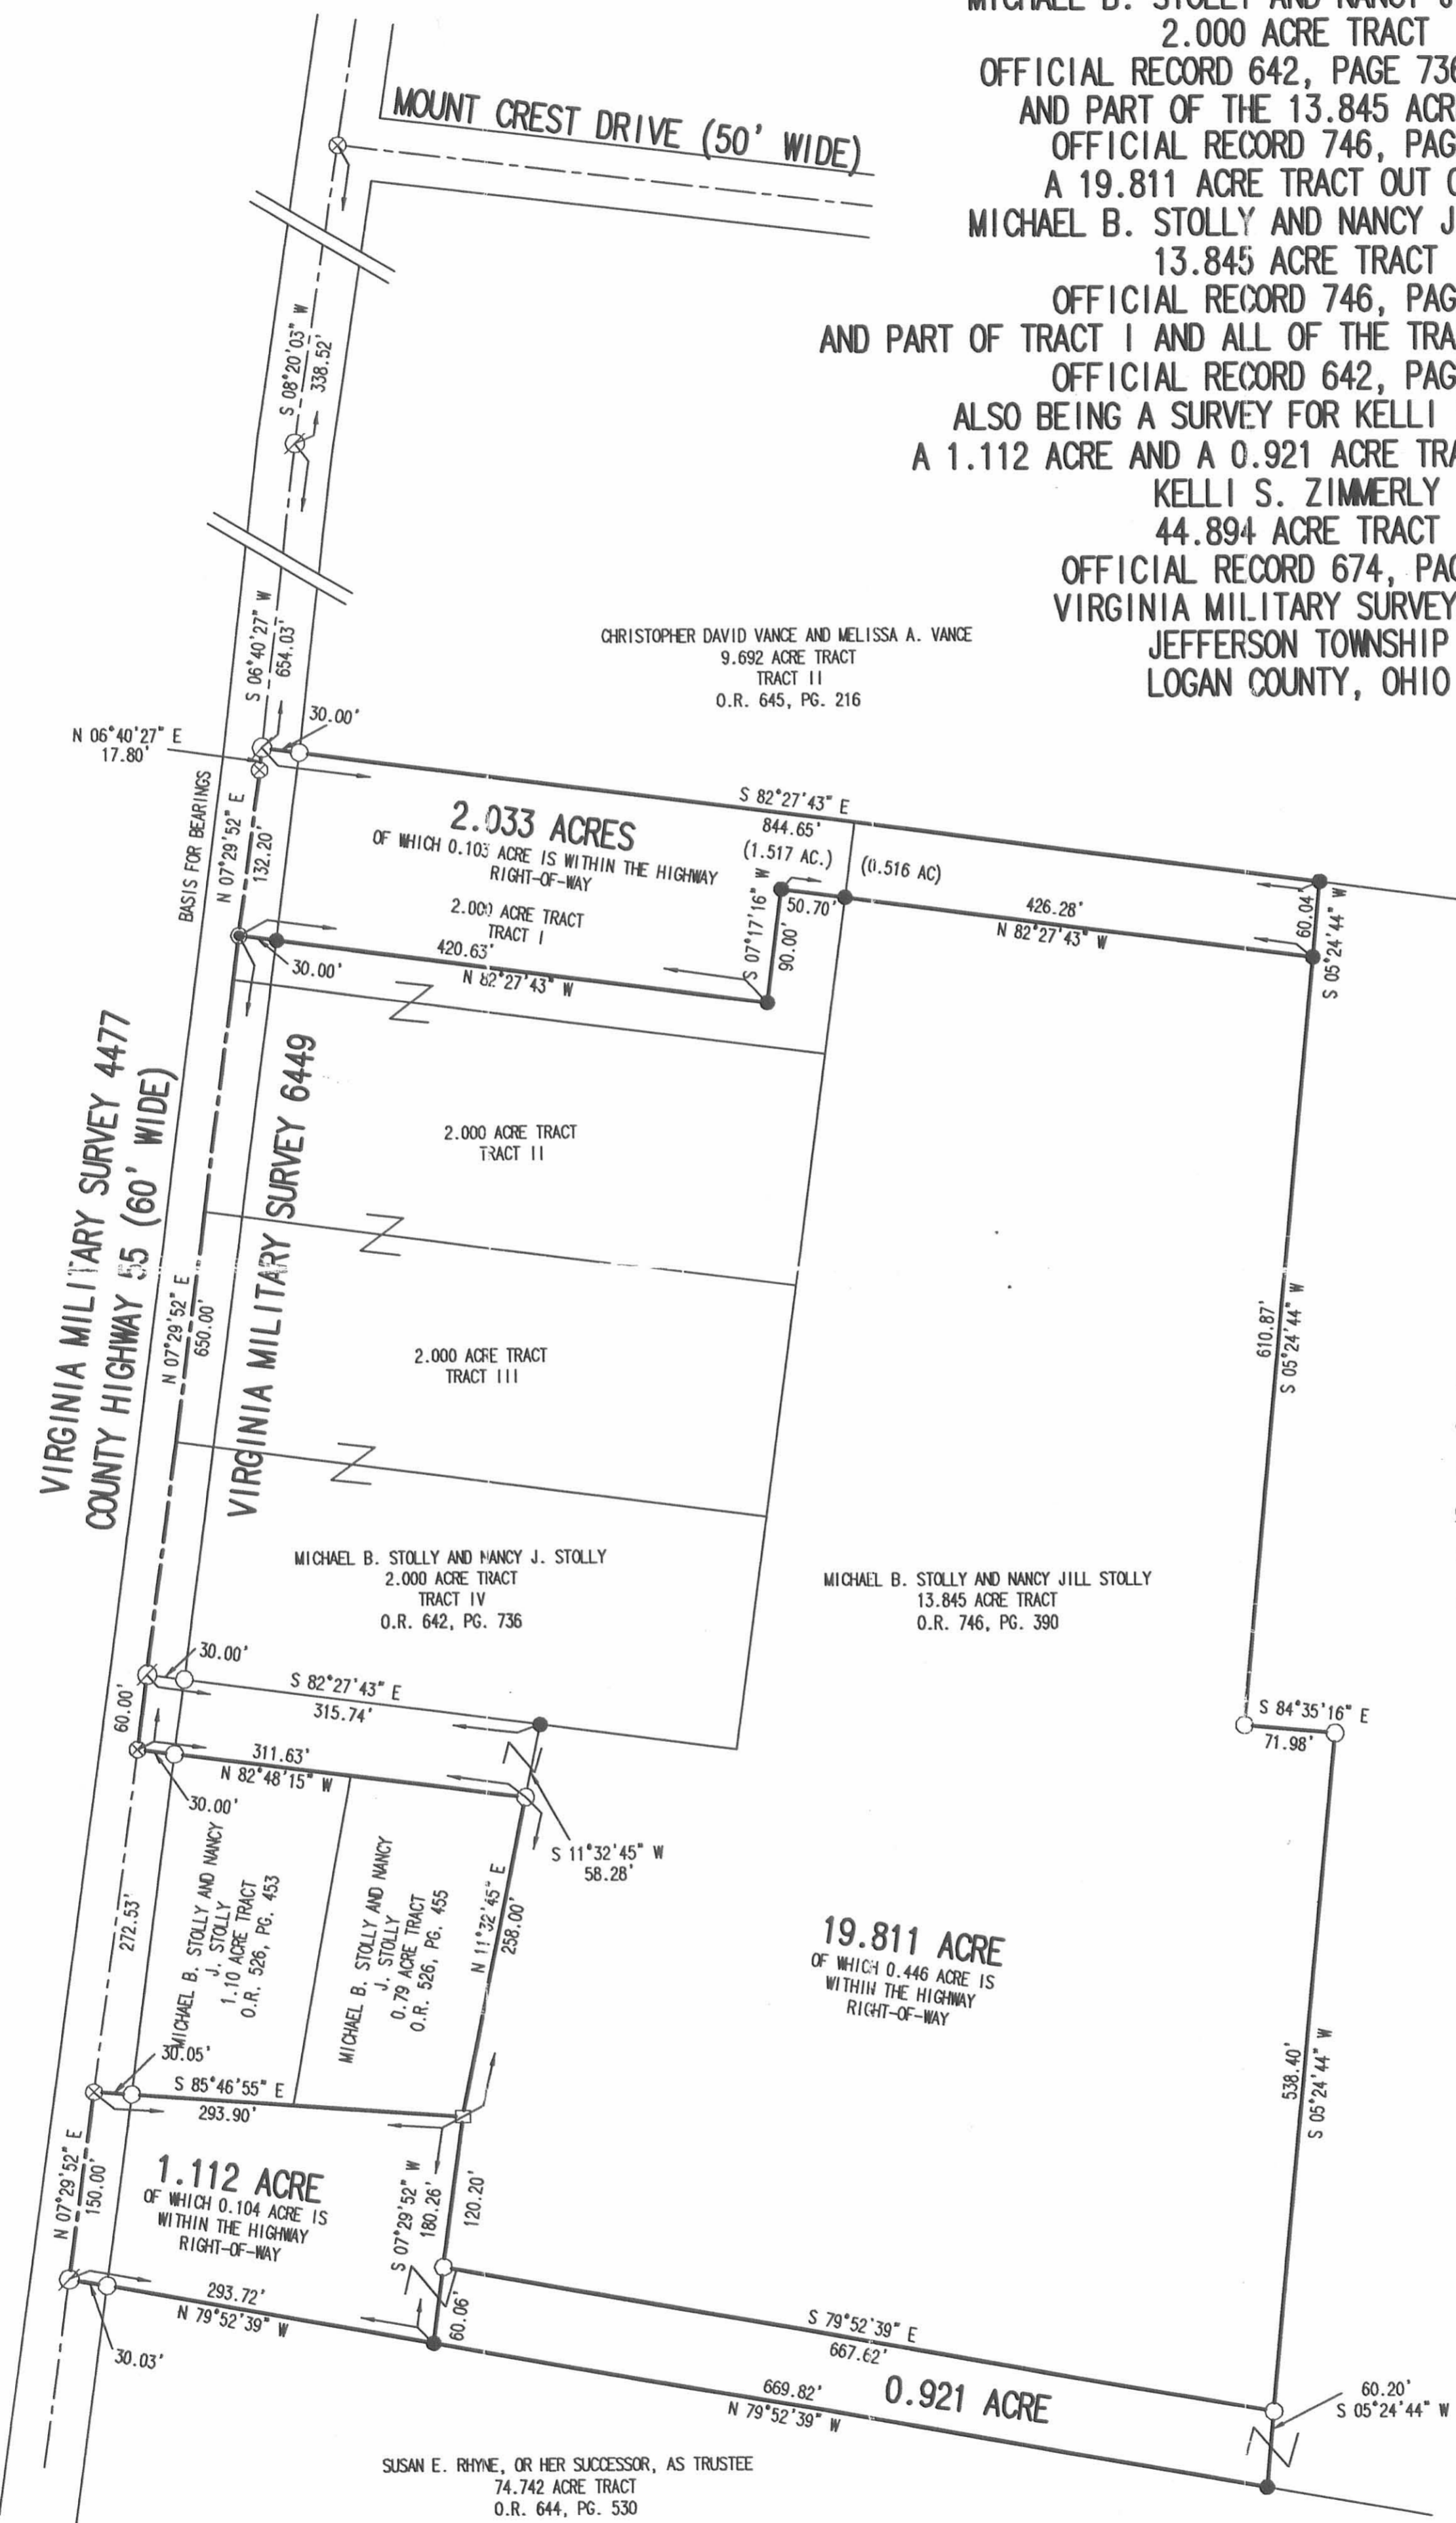 MICHAEL B. STOLLY AND NANCY J
2.000 ACRE TRACT
OFFICIAL RECORD 642, PAGE 736
AND PART OF THE 13.845 ACR
OFFICIAL RECORD 746, PAG
A 19.811 ACRE TRACT OUT O
MICHAEL B. STOLLY AND NANCY J
13.845 ACRE TRACT
OFFICIAL RECORD 746, PAG
AND PART OF TRACT I AND ALL OF THE TRA
OFFICIAL RECORD 642, PAG
ALSO BEING A SURVEY FOR KELLI
A 1.112 ACRE AND A 0.921 ACRE TRA
KELLI S. ZIMMERLY
44.894 ACRE TRACT
OFFICIAL RECORD 674, PAG
VIRGINIA MILITARY SURVEY
JEFFERSON TOWNSHIP
LOGAN COUNTY, OHIO
MOUNT CREST DRIVE (50' WIDE)
S 08°20'03" W
338.52'
S 06°40'27" W
654.03'
CHRISTOPHER DAVID VANCE AND MELISSA A. VANCE
9.692 ACRE TRACT
TRACT II
O.R. 645, PG. 216
N 06°40'27" E
17.80'
30.00'
BASIS FOR BEARINGS
N 07°29'52" E
132.20'
S 82°27'43" E
844.65'
(1.517 AC.)
(0.516 AC)
2.033 ACRES
OF WHICH 0.103 ACRE IS WITHIN THE HIGHWAY
RIGHT-OF-WAY
2.000 ACRE TRACT
TRACT I
420.63'
N 82°27'43" W
30.00'
S 07°17'16" W
90.00'
50.70'
426.28'
N 82°27'43" W
60.04'
S 05°24'44" W
VIRGINIA MILITARY SURVEY 4477
COUNTY HIGHWAY 55 (60' WIDE)
VIRGINIA MILITARY SURVEY 6449
N 07°29'52" E
650.00'
2.000 ACRE TRACT
TRACT II
2.000 ACRE TRACT
TRACT III
610.87'
S 05°24'44" W
MICHAEL B. STOLLY AND NANCY J. STOLLY
2.000 ACRE TRACT
TRACT IV
O.R. 642, PG. 736
MICHAEL B. STOLLY AND NANCY JILL STOLLY
13.845 ACRE TRACT
O.R. 746, PG. 390
30.00'
S 82°27'43" E
315.74'
60.00'
311.63'
N 82°48'15" W
30.00'
S 84°35'16" E
71.98'
S 11°32'45" W
58.28'
272.53'
MICHAEL B. STOLLY AND NANCY
J. STOLLY
1.10 ACRE TRACT
O.R. 526, PG. 453
MICHAEL B. STOLLY AND NANCY
J. STOLLY
0.79 ACRE TRACT
O.R. 526, PG. 455
N 11°32'45" E
258.00'
19.811 ACRE
OF WHICH 0.446 ACRE IS
WITHIN THE HIGHWAY
RIGHT-OF-WAY
538.40'
S 05°24'44" W
30.05'
S 85°46'55" E
293.90'
N 07°29'52" E
150.00'
1.112 ACRE
OF WHICH 0.104 ACRE IS
WITHIN THE HIGHWAY
RIGHT-OF-WAY
S 07°29'52" W
180.26'
120.20'
60.06'
293.72'
N 79°52'39" W
30.03'
S 79°52'39" E
667.62'
669.82'
N 79°52'39" W
0.921 ACRE
60.20'
S 05°24'44" W
SUSAN E. RHYNE, OR HER SUCCESSOR, AS TRUSTEE
74.742 ACRE TRACT
O.R. 644, PG. 530